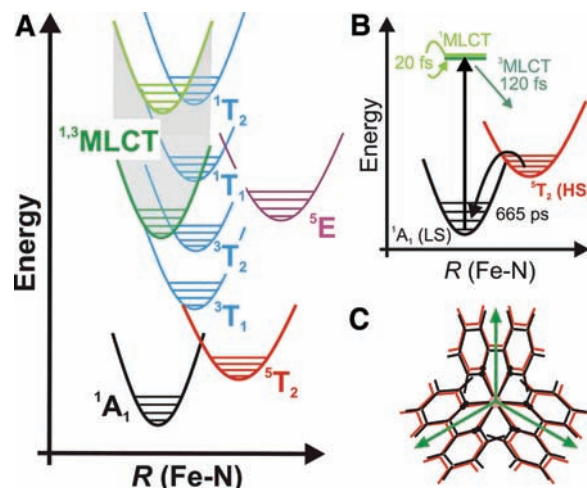 A
Energy
¹T₂
¹,³MLCT
¹T₁
⁵E
³T₂
³T₁
⁵T₂
¹A₁
R (Fe-N)
B
Energy
¹MLCT
20 fs
³MLCT
120 fs
⁵T₂ (HS)
665 ps
¹A₁ (LS)
R (Fe-N)
C